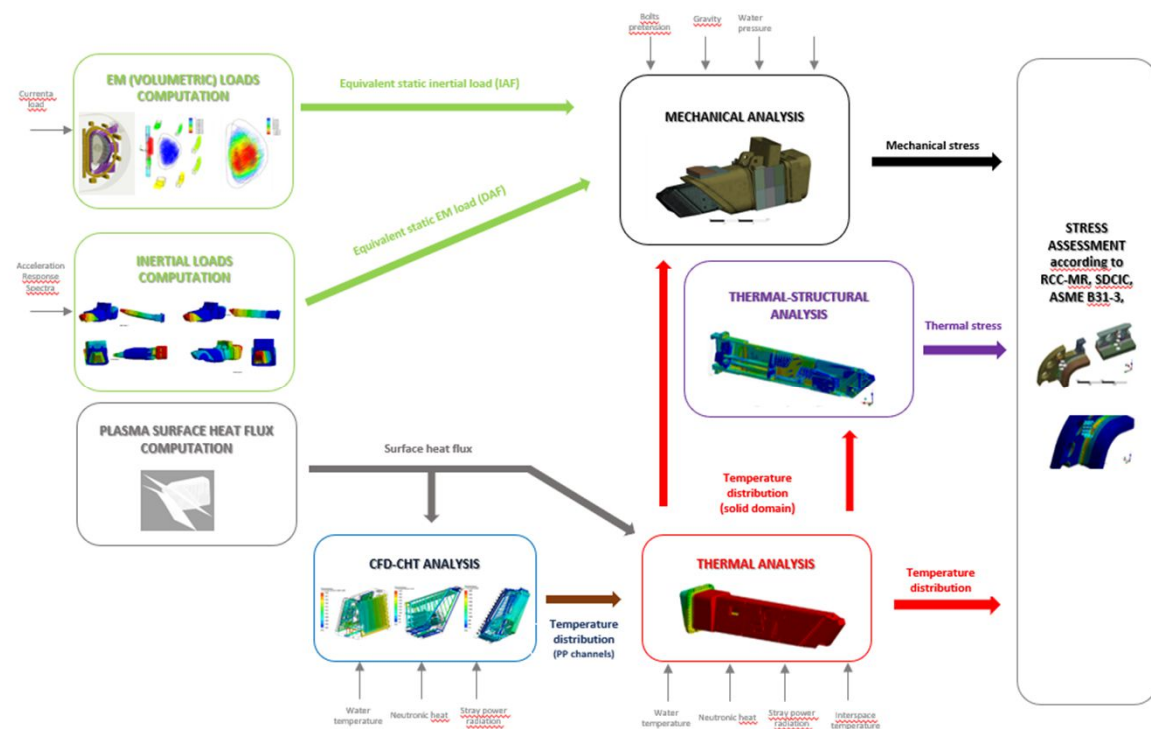 Bolts
pretension
Gravity
Water
pressure
EM (VOLUMETRIC) LOADS
COMPUTATION
Currenta
load
Equivalent static inertial load (IAF)
MECHANICAL ANALYSIS
Mechanical stress
Equivalent static EM load (DAF)
INERTIAL LOADS
COMPUTATION
Acceleration
Response
Spectra
STRESS
ASSESSMENT
according to
RCC-MR, SDCIC,
ASME B31-3,
THERMAL-STRUCTURAL
ANALYSIS
Thermal stress
PLASMA SURFACE HEAT FLUX
COMPUTATION
Surface heat flux
Temperature
distribution
(solid domain)
CFD-CHT ANALYSIS
Temperature
distribution
(PP channels)
THERMAL ANALYSIS
Temperature
distribution
Water
temperature
Neutronic heat
Stray power
radiation
Water
temperature
Neutronic heat
Stray power
radiation
Interspace
temperature